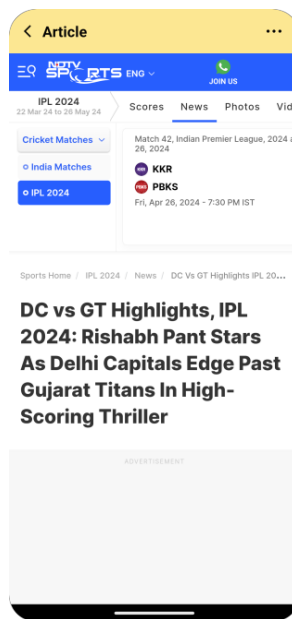 Article
NDTV
SPORTS ENG
JOIN US
IPL 2024
22 Mar 24 to 26 May 24
Scores News Photos Vid
Cricket Matches
India Matches
IPL 2024
Match 42, Indian Premier League, 2024
26, 2024
KKR
PBKS
Fri, Apr 26, 2024 - 7:30 PM IST
Sports Home / IPL 2024 / News / DC Vs GT Highlights IPL 20...
DC vs GT Highlights, IPL
2024: Rishabh Pant Stars
As Delhi Capitals Edge Past
Gujarat Titans In High-
Scoring Thriller
ADVERTISEMENT